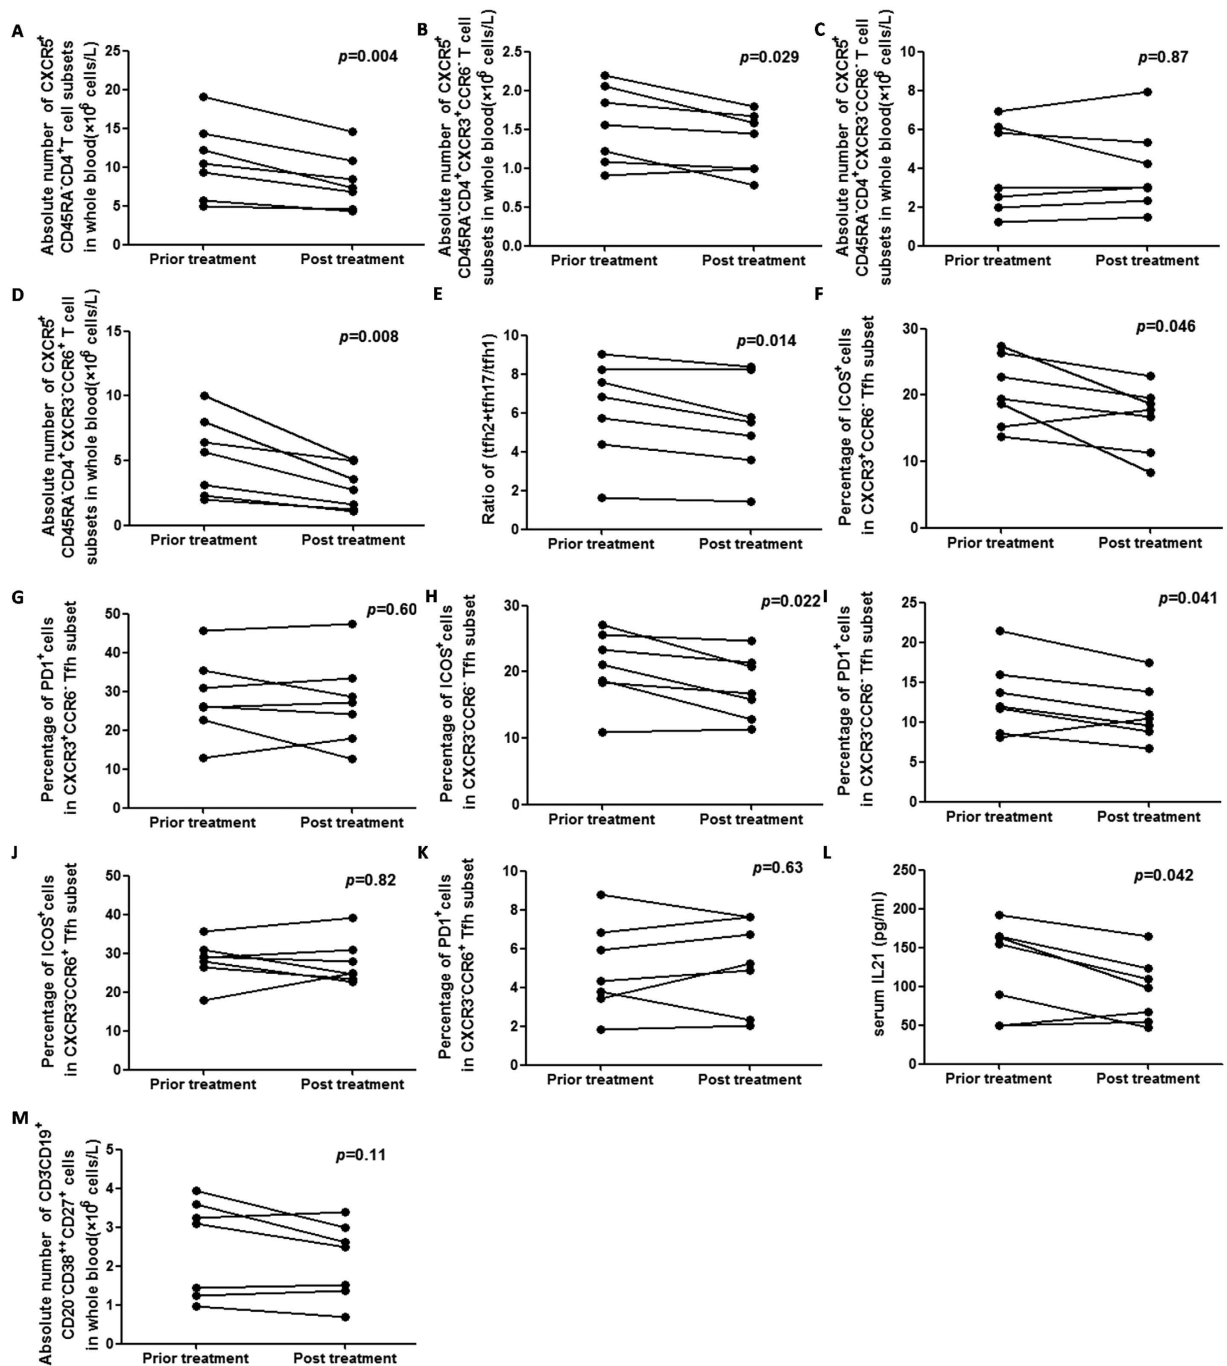 A
Absolute number of CXCR5⁺
CD45RA⁻CD4⁺T cell subsets
in whole blood(×10⁶ cells/L)
25
20
15
10
5
0
p=0.004
Prior treatment
Post treatment
B
Absolute number of CXCR5⁺
CD45RA⁻CD4⁺CXCR3⁺CCR6⁻ T cell
subsets in whole blood(×10⁶ cells/L)
2.5
2.0
1.5
1.0
0.5
0.0
p=0.029
Prior treatment
Post treatment
C
Absolute number of CXCR5⁺
CD45RA⁻CD4⁺CXCR3⁻CCR6⁻ T cell
subsets in whole blood(×10⁶ cells/L)
10
8
6
4
2
0
p=0.87
Prior treatment
Post treatment
D
Absolute number of CXCR5⁺
CD45RA⁻CD4⁺CXCR3⁻CCR6⁺ T cell
subsets in whole blood(×10⁶ cells/L)
15
10
5
0
p=0.008
Prior treatment
Post treatment
E
Ratio of (tfh2+tfh17/tfh1)
10
8
6
4
2
0
p=0.014
Prior treatment
Post treatment
F
Percentage of ICOS⁺cells
in CXCR3⁺CCR6⁻ Tfh subset
30
20
10
0
p=0.046
Prior treatment
Post treatment
G
Percentage of PD1⁺cells
in CXCR3⁺CCR6⁻ Tfh subset
50
40
30
20
10
0
p=0.60
Prior treatment
Post treatment
H
Percentage of ICOS⁺cells
in CXCR3⁻CCR6⁻ Tfh subset
30
20
10
0
p=0.022
Prior treatment
Post treatment
I
Percentage of PD1⁺cells
in CXCR3⁻CCR6⁻ Tfh subset
25
20
15
10
5
0
p=0.041
Prior treatment
Post treatment
J
Percentage of ICOS⁺cells
in CXCR3⁻CCR6⁺ Tfh subset
50
40
30
20
10
0
p=0.82
Prior treatment
Post treatment
K
Percentage of PD1⁺cells
in CXCR3⁻CCR6⁺ Tfh subset
10
8
6
4
2
0
p=0.63
Prior treatment
Post treatment
L
serum IL21 (pg/ml)
250
200
150
100
50
0
p=0.042
Prior treatment
Post treatment
M
Absolute number of CD3⁻CD19⁺
CD20⁻CD38⁺⁺CD27⁺ cells
in whole blood(×10⁶ cells/L)
5
4
3
2
1
0
p=0.11
Prior treatment
Post treatment